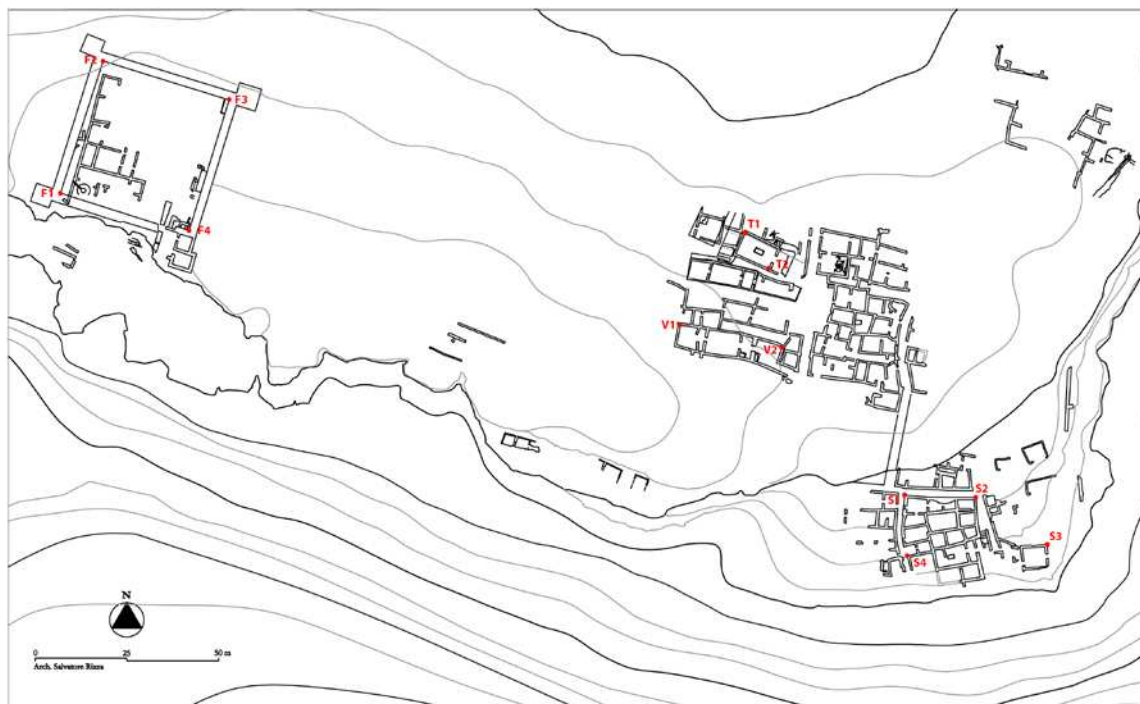 F2
F3
F1
F4
T1
T2
V1
V2
S1
S2
S3
S4
N
0 25 50 m
Arch. Salvatore Rizza